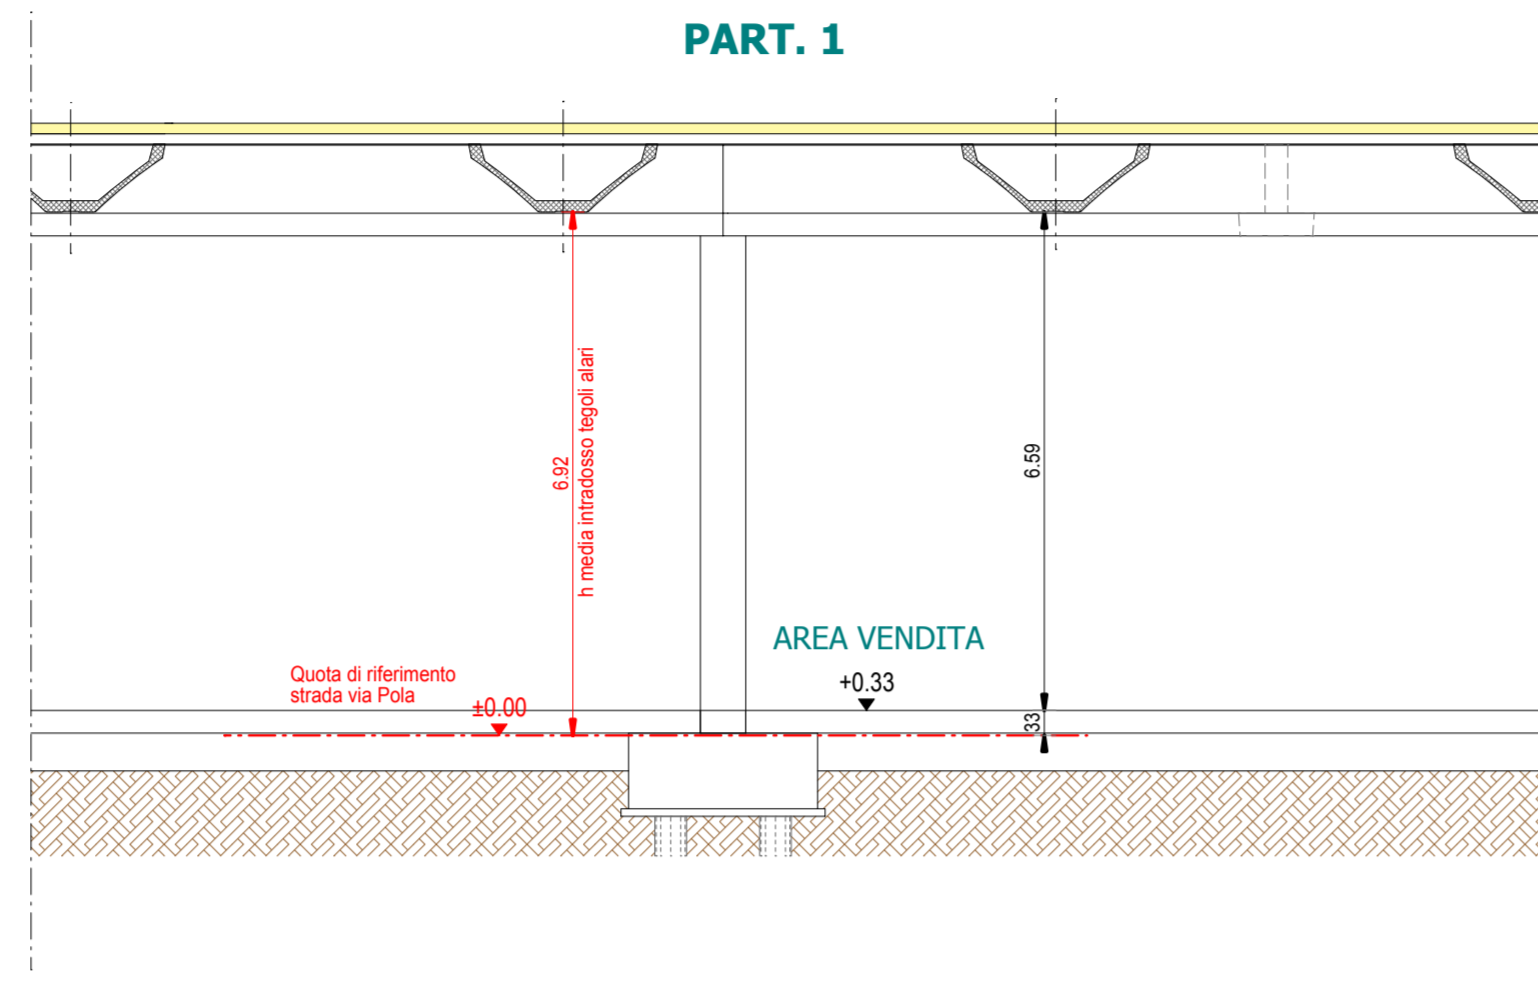 PART. 1
6.92
h media intradosso tegoli alari
6.59
AREA VENDITA
+0.33
Quota di riferimento
strada via Pola
±0.00
33